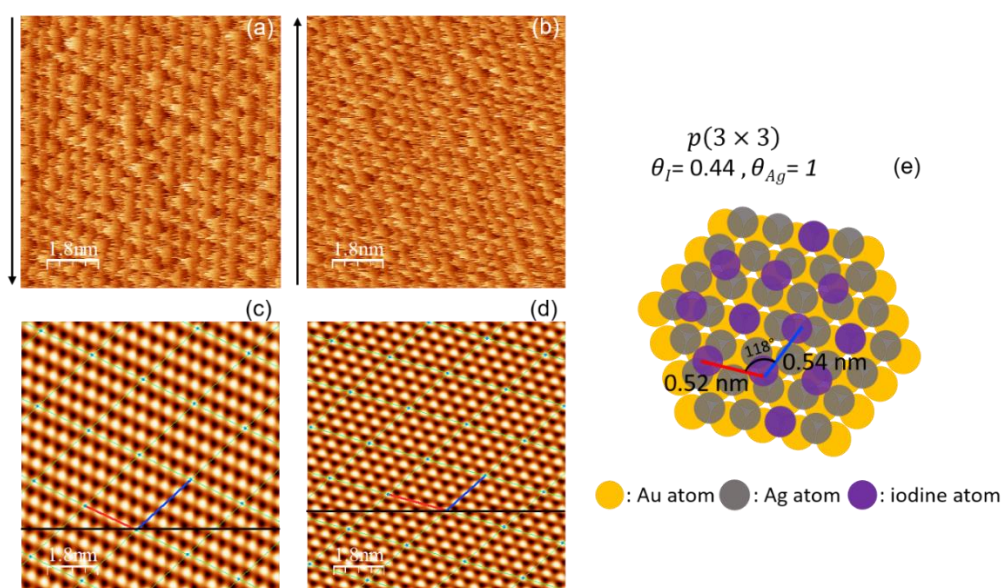 (a)
(b)
1.8nm
1.8nm
(c)
(d)
1.8nm
1.8nm
p(3 × 3)
θI= 0.44 , θAg= 1
(e)
118°
0.52 nm
0.54 nm
: Au atom
: Ag atom
: iodine atom